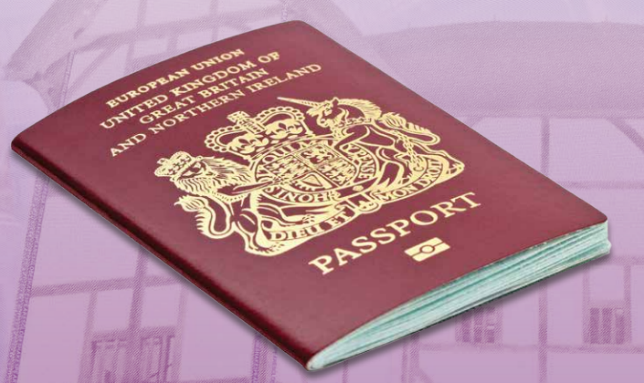 EUROPEAN UNION
UNITED KINGDOM OF
GREAT BRITAIN
AND NORTHERN IRELAND
DIEU ET MON DROIT
PASSPORT